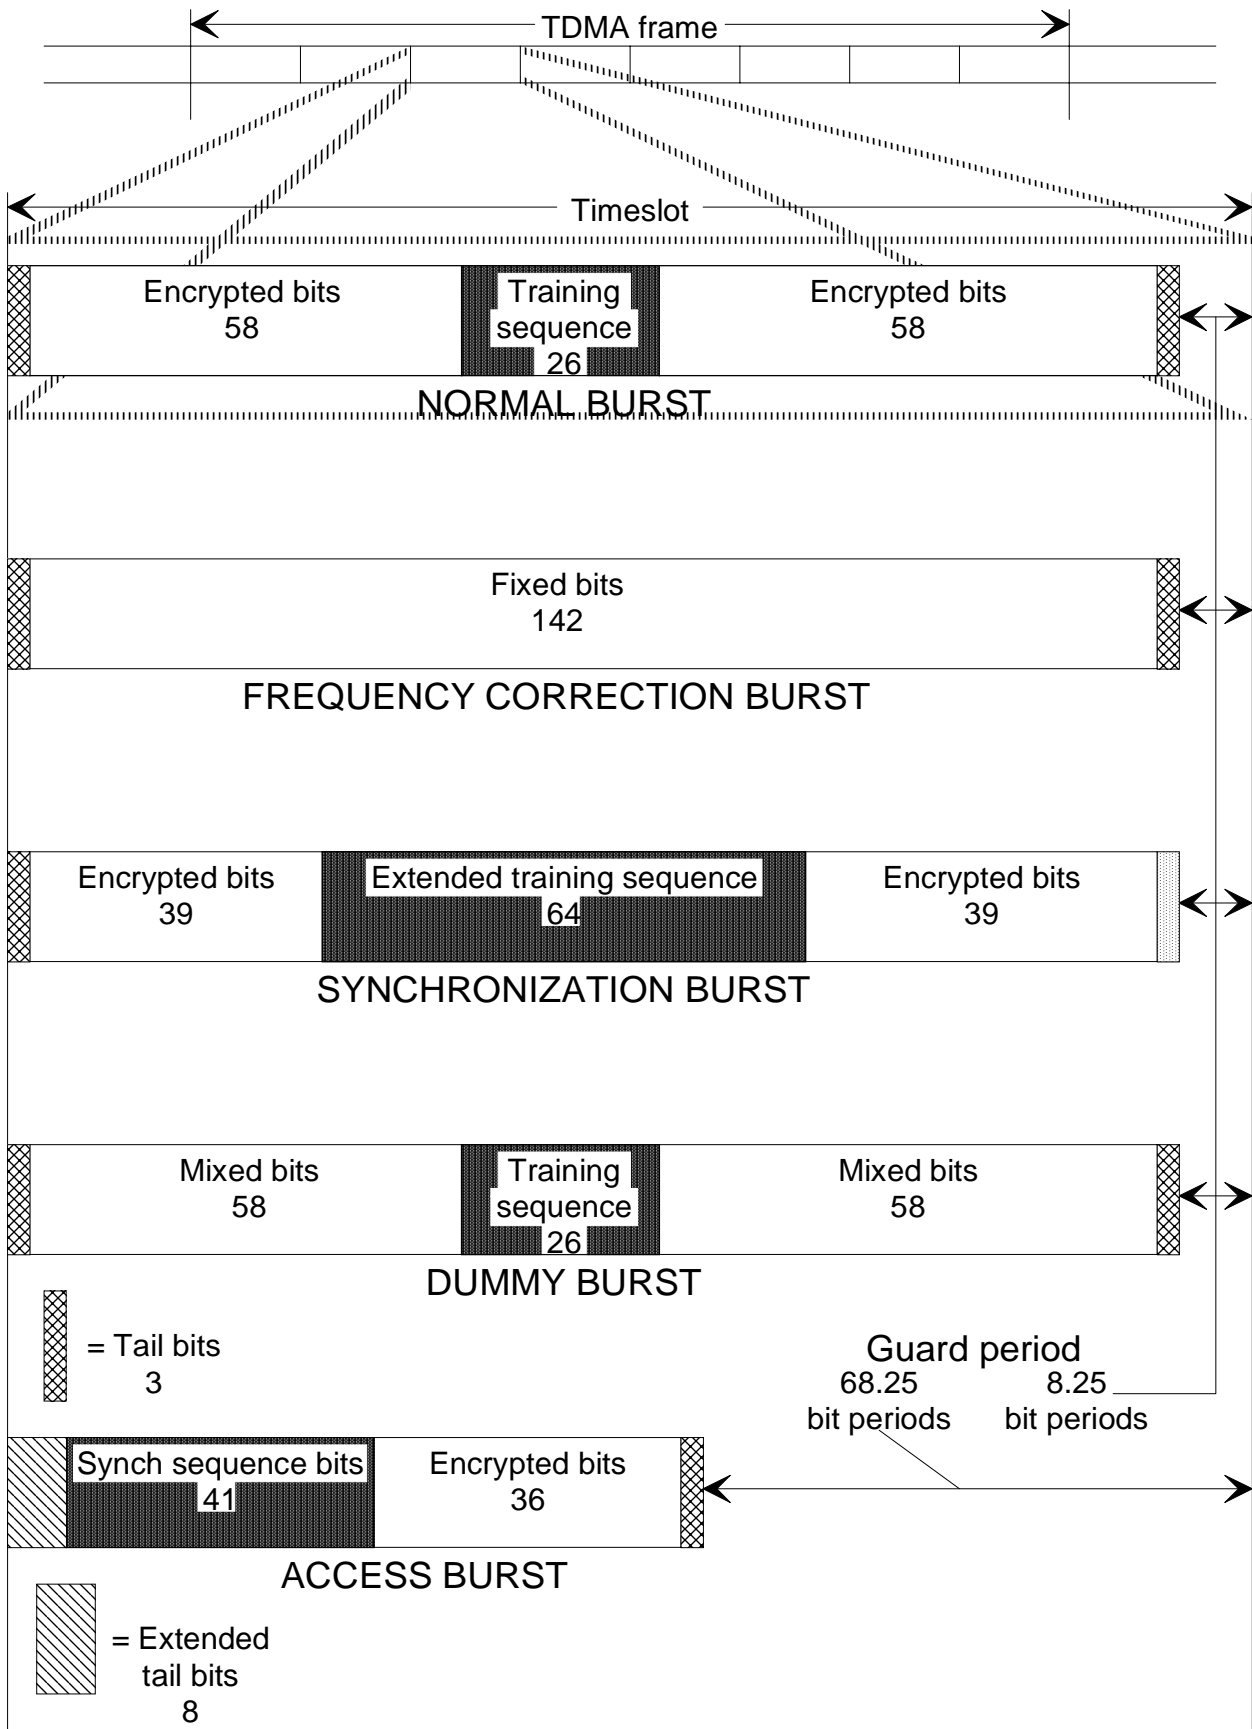 TDMA frame
Timeslot
Encrypted bits
58
Training
sequence
26
Encrypted bits
58
NORMAL BURST
Fixed bits
142
FREQUENCY CORRECTION BURST
Encrypted bits
39
Extended training sequence
64
Encrypted bits
39
SYNCHRONIZATION BURST
Mixed bits
58
Training
sequence
26
Mixed bits
58
DUMMY BURST
= Tail bits
3
Guard period
68.25
bit periods
8.25
bit periods
Synch sequence bits
41
Encrypted bits
36
ACCESS BURST
= Extended
tail bits
8